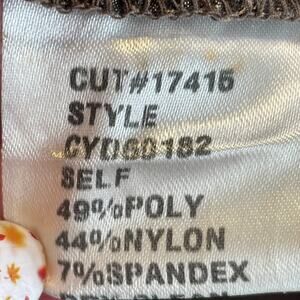 CUT#17415
STYLE
CYD60182
SELF
49%POLY
44%NYLON
7%SPANDEX